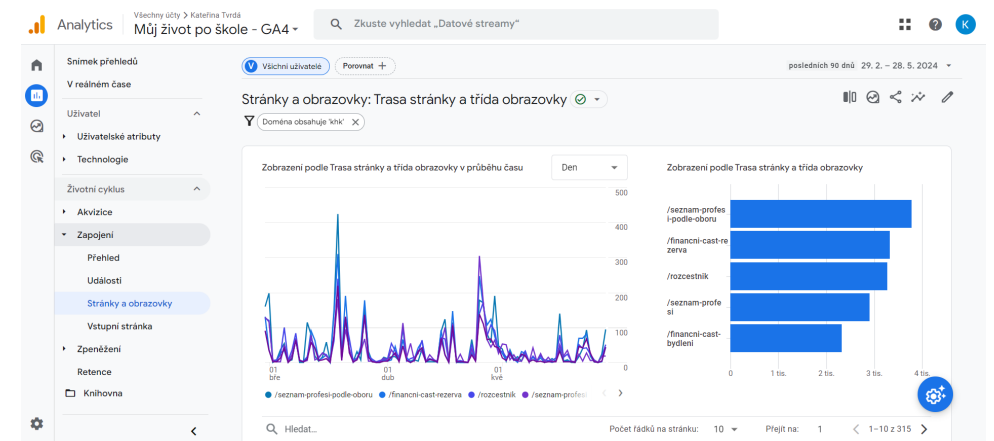 Analytics
Všechny účty > Kateřina Tvrdá
Můj život po škole - GA4
Zkuste vyhledat „Datové streamy"
K
Snímek přehledů
V reálném čase
Uživatel
Uživatelské atributy
Technologie
Životní cyklus
Akvizice
Zapojení
Přehled
Události
Stránky a obrazovky
Vstupní stránka
Zpeněžení
Retence
Knihovna
V Všichni uživatelé
Porovnat +
posledních 90 dnů 29. 2. – 28. 5. 2024
Stránky a obrazovky: Trasa stránky a třída obrazovky
Doména obsahuje 'khk' X
Zobrazení podle Trasa stránky a třída obrazovky v průběhu času
Den
500
400
300
200
100
0
01
bře
01
dub
01
kvě
/seznam-profesi-podle-oboru
/financni-cast-rezerva
/rozcestnik
/seznam-profesi
Zobrazení podle Trasa stránky a třída obrazovky
/seznam-profes
i-podle-oboru
/financni-cast-re
zerva
/rozcestnik
/seznam-profe
si
/financni-cast-
bydleni
0
1 tis.
2 tis.
3 tis.
4 tis.
Hledat…
Počet řádků na stránku: 10
Přejít na: 1
1–10 z 315